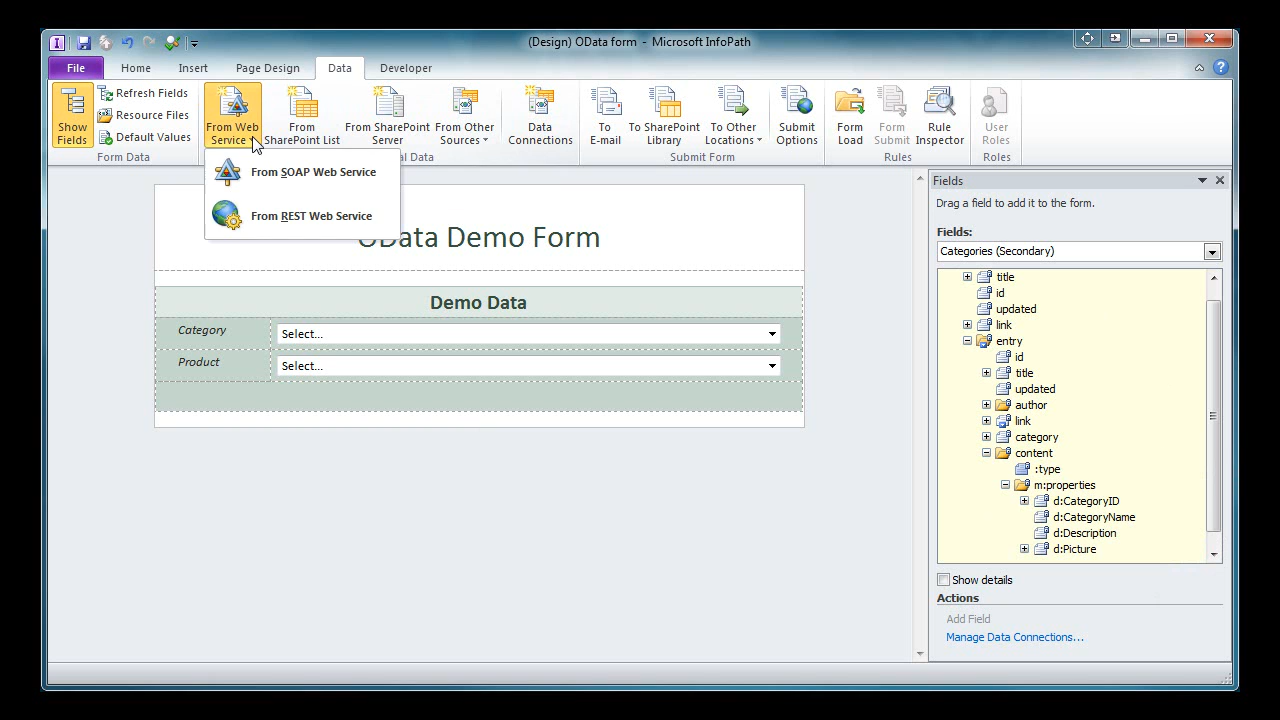 (Design) OData form - Microsoft InfoPath
File Home Insert Page Design Data Developer
Show Fields
Refresh Fields
Resource Files
Default Values
Form Data
From Web Service
From SharePoint List
From SharePoint Server
From Other Sources
l Data
Data Connections
To E-mail
To SharePoint Library
To Other Locations
Submit Options
Submit Form
Form Load
Form Submit
Rule Inspector
Rules
User Roles
Roles
From SOAP Web Service
From REST Web Service
OData Demo Form
Demo Data
Category Select...
Product Select...
Fields
Drag a field to add it to the form.
Fields:
Categories (Secondary)
title
id
updated
link
entry
id
title
updated
author
link
category
content
:type
m:properties
d:CategoryID
d:CategoryName
d:Description
d:Picture
Show details
Actions
Add Field
Manage Data Connections...